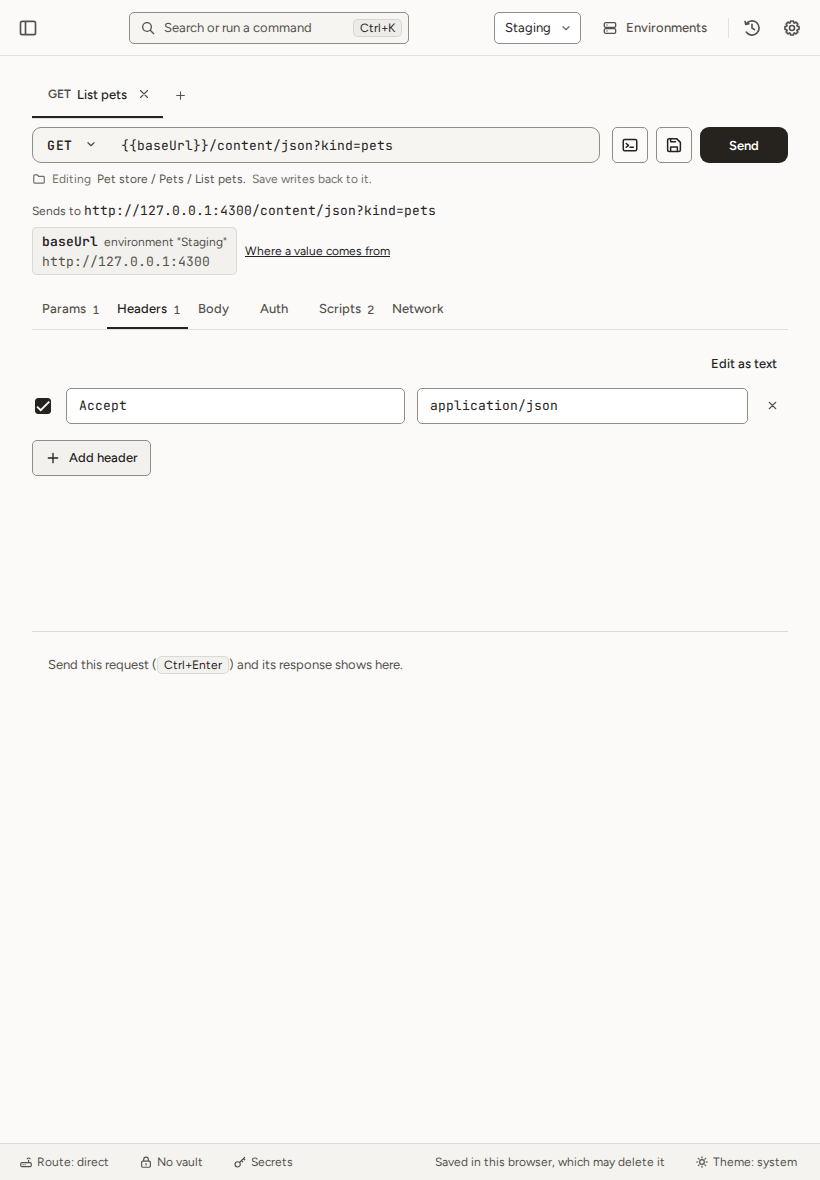 Search or run a command Ctrl+K Staging Environments
GET List pets
GET {{baseUrl}}/content/json?kind=pets Send
Editing Pet store / Pets / List pets. Save writes back to it.
Sends to http://127.0.0.1:4300/content/json?kind=pets
baseUrl environment "Staging"
http://127.0.0.1:4300
Where a value comes from
Params 1 Headers 1 Body Auth Scripts 2 Network
Edit as text
Accept application/json
Add header
Send this request (Ctrl+Enter) and its response shows here.
Route: direct No vault Secrets Saved in this browser, which may delete it Theme: system